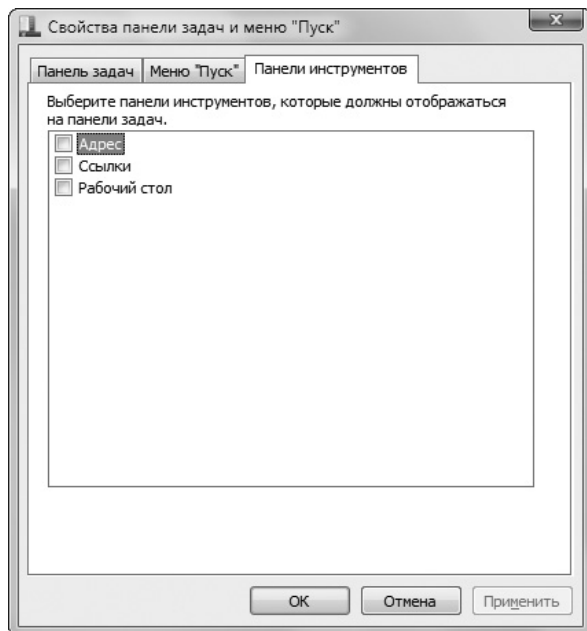 Свойства панели задач и меню "Пуск"
Панель задач
Меню "Пуск"
Панели инструментов
Выберите панели инструментов, которые должны отображаться
на панели задач.
Адрес
Ссылки
Рабочий стол
ОК
Отмена
Применить